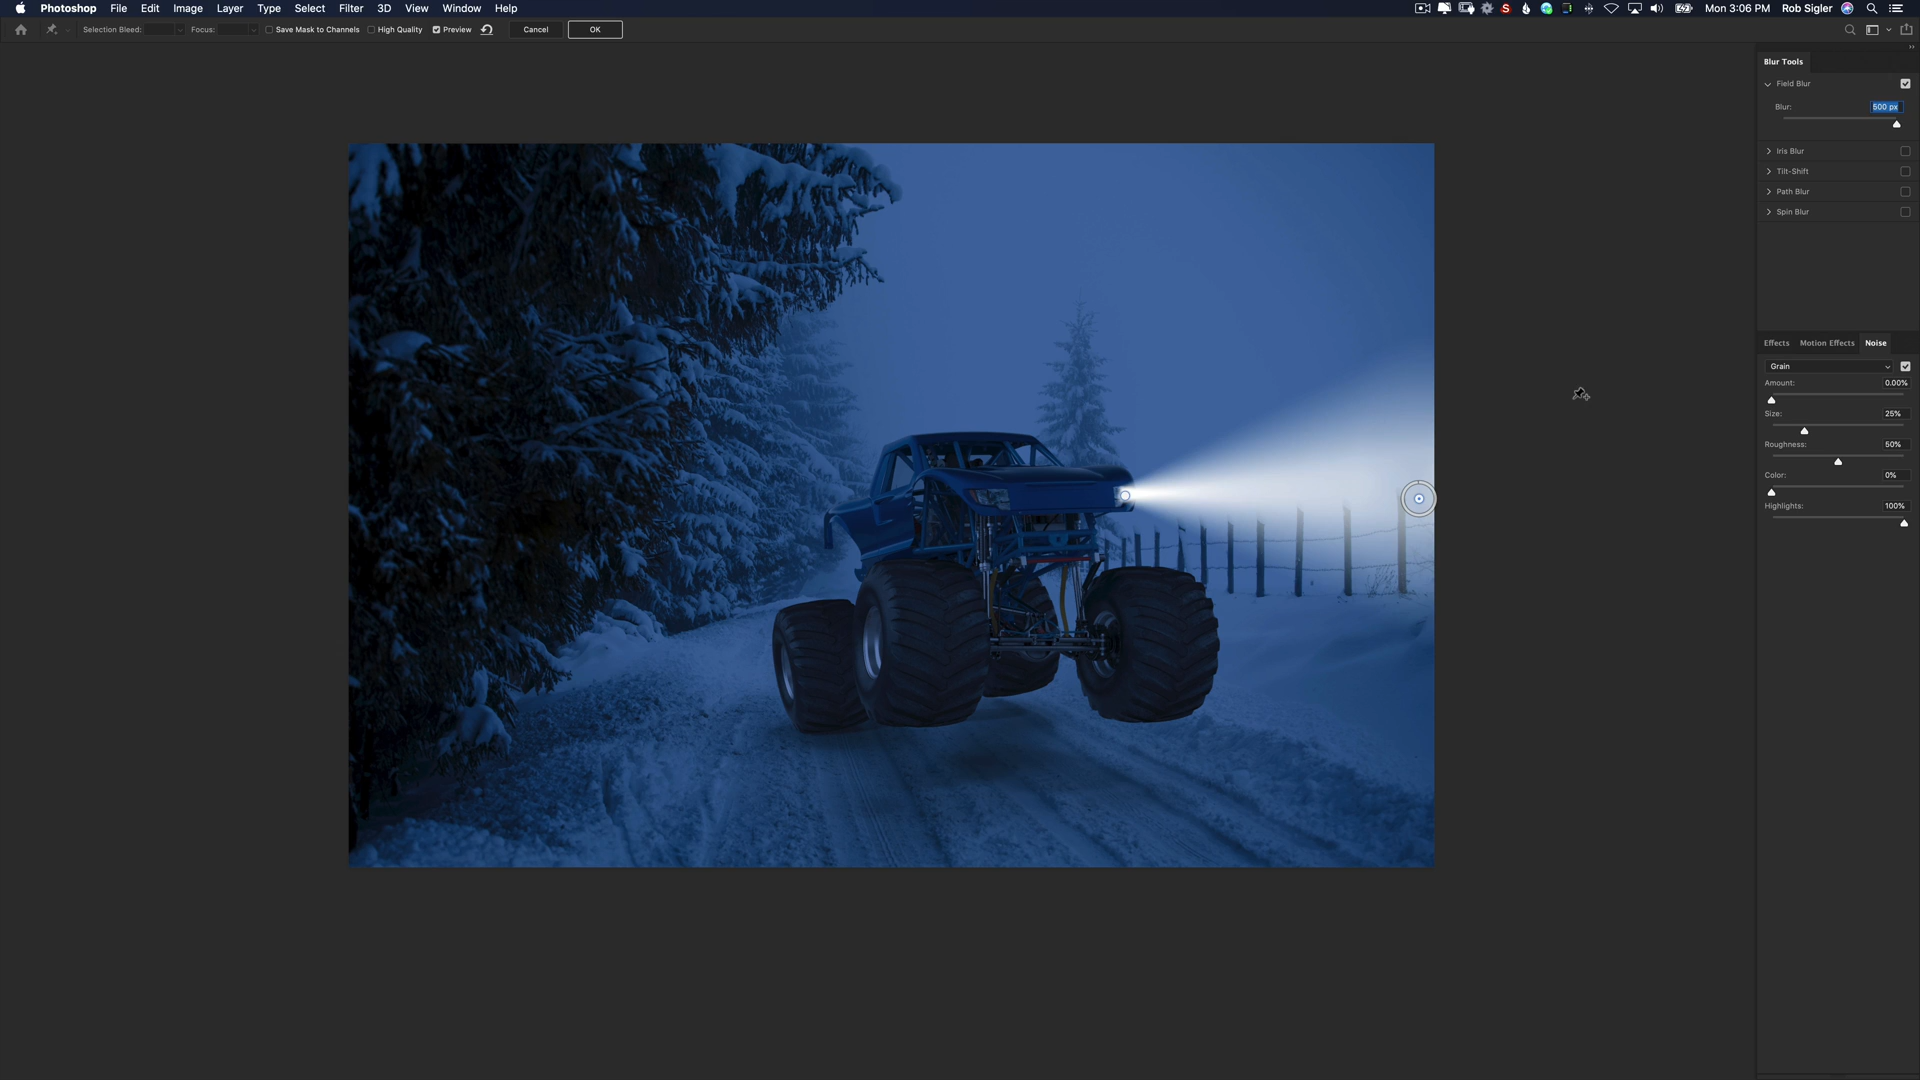 Photoshop File Edit Image Layer Type Select Filter 3D View Window Help
Mon 3:06 PM Rob Sigler
Selection Bleed: Focus: Save Mask to Channels High Quality Preview Cancel OK
Blur Tools
Field Blur
Blur: 500 px
Iris Blur
Tilt-Shift
Path Blur
Spin Blur
Effects Motion Effects Noise
Grain
Amount: 0.00%
Size: 25%
Roughness: 50%
Color: 0%
Highlights: 100%